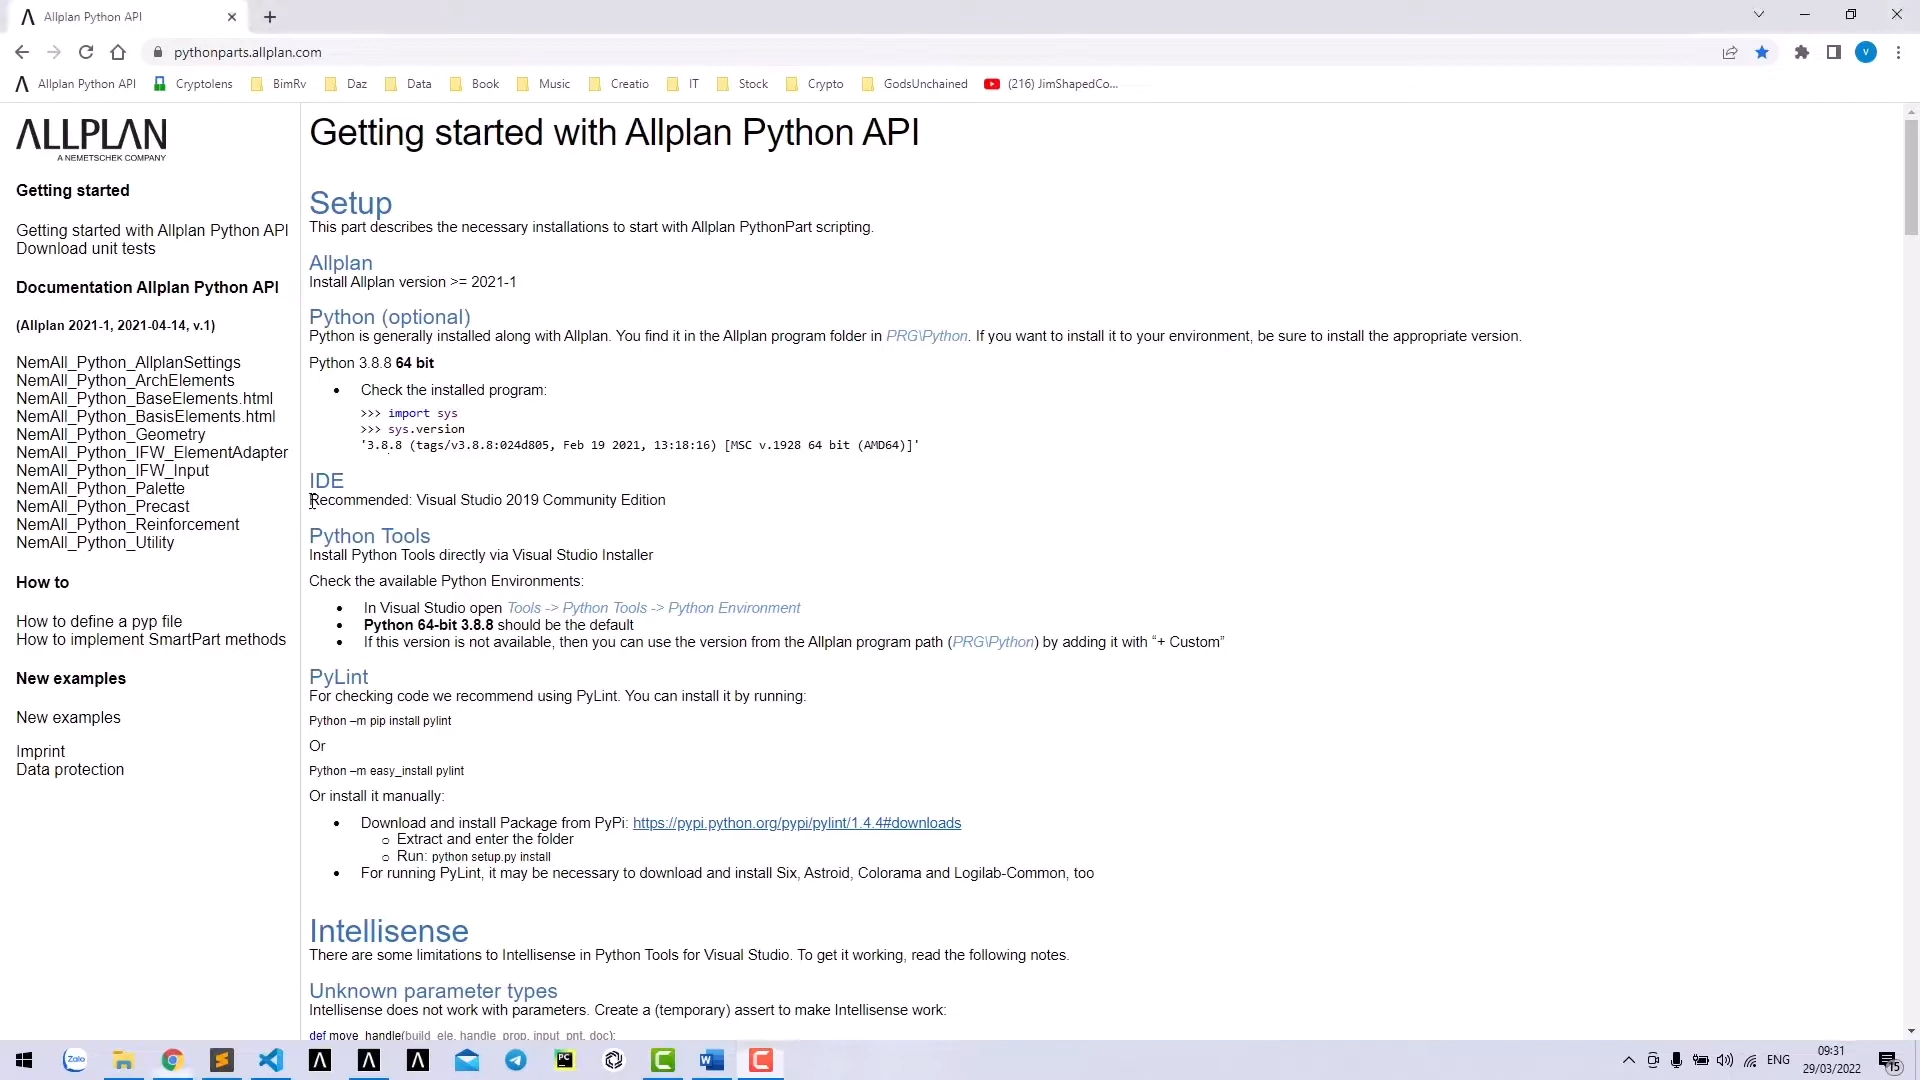 Allplan Python API
pythonparts.allplan.com
V
Allplan Python API
Cryptolens
BimRv
Daz
Data
Book
Music
Creatio
IT
Stock
Crypto
GodsUnchained
(216) JimShapedCo...
ALLPLAN
A NEMETSCHEK COMPANY
Getting started
Getting started with Allplan Python API
Download unit tests
Documentation Allplan Python API
(Allplan 2021-1, 2021-04-14, v.1)
NemAll_Python_AllplanSettings
NemAll_Python_ArchElements
NemAll_Python_BaseElements.html
NemAll_Python_BasisElements.html
NemAll_Python_Geometry
NemAll_Python_IFW_ElementAdapter
NemAll_Python_IFW_Input
NemAll_Python_Palette
NemAll_Python_Precast
NemAll_Python_Reinforcement
NemAll_Python_Utility
How to
How to define a pyp file
How to implement SmartPart methods
New examples
New examples
Imprint
Data protection
Getting started with Allplan Python API
Setup
This part describes the necessary installations to start with Allplan PythonPart scripting.
Allplan
Install Allplan version >= 2021-1
Python (optional)
Python is generally installed along with Allplan. You find it in the Allplan program folder in PRG\Python. If you want to install it to your environment, be sure to install the appropriate version.
Python 3.8.8 64 bit
• Check the installed program:
>>> import sys
>>> sys.version
'3.8.8 (tags/v3.8.8:024d805, Feb 19 2021, 13:18:16) [MSC v.1928 64 bit (AMD64)]'
IDE
Recommended: Visual Studio 2019 Community Edition
Python Tools
Install Python Tools directly via Visual Studio Installer
Check the available Python Environments:
• In Visual Studio open Tools -> Python Tools -> Python Environment
• Python 64-bit 3.8.8 should be the default
• If this version is not available, then you can use the version from the Allplan program path (PRG\Python) by adding it with “+ Custom”
PyLint
For checking code we recommend using PyLint. You can install it by running:
Python –m pip install pylint
Or
Python –m easy_install pylint
Or install it manually:
• Download and install Package from PyPi: https://pypi.python.org/pypi/pylint/1.4.4#downloads
o Extract and enter the folder
o Run: python setup.py install
• For running PyLint, it may be necessary to download and install Six, Astroid, Colorama and Logilab-Common, too
Intellisense
There are some limitations to Intellisense in Python Tools for Visual Studio. To get it working, read the following notes.
Unknown parameter types
Intellisense does not work with parameters. Create a (temporary) assert to make Intellisense work:
def move_handle(build_ele, handle_prop, input_pnt, doc):
Zalo
PC
ENG
09:31
29/03/2022
15